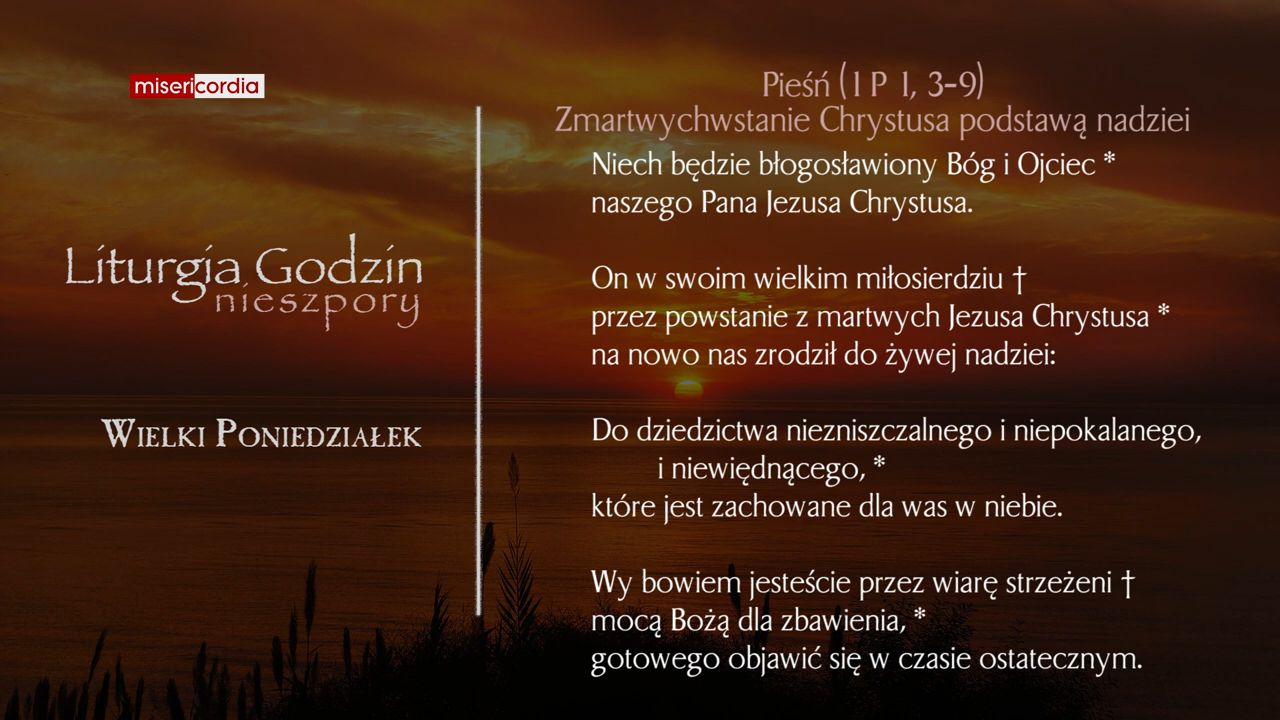 misericordia
Liturgia Godzin
nieszpory
Wielki Poniedziałek
Pieśń (1 P 1, 3-9)
Zmartwychwstanie Chrystusa podstawą nadziei
Niech będzie błogosławiony Bóg i Ojciec *
naszego Pana Jezusa Chrystusa.
On w swoim wielkim miłosierdziu †
przez powstanie z martwych Jezusa Chrystusa *
na nowo nas zrodził do żywej nadziei:
Do dziedzictwa niezniszczalnego i niepokalanego,
i niewiędnącego, *
które jest zachowane dla was w niebie.
Wy bowiem jesteście przez wiarę strzeżeni †
mocą Bożą dla zbawienia, *
gotowego objawić się w czasie ostatecznym.